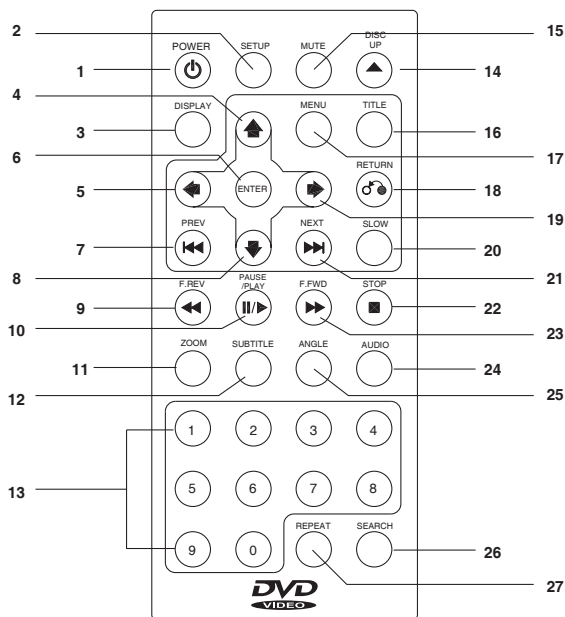 2 SETUP MUTE 15
DISC
UP
1 POWER 14
4
3 DISPLAY MENU TITLE 16
6 17
RETURN
5 ENTER 18
19
7 PREV NEXT SLOW 20
8 21
9 F.REV PAUSE
/PLAY F.FWD STOP 22
10 23
11 ZOOM SUBTITLE ANGLE AUDIO 24
12 25
1 2 3 4
13 5 6 7 8
9 0 REPEAT SEARCH 26
27
DVD
VIDEO